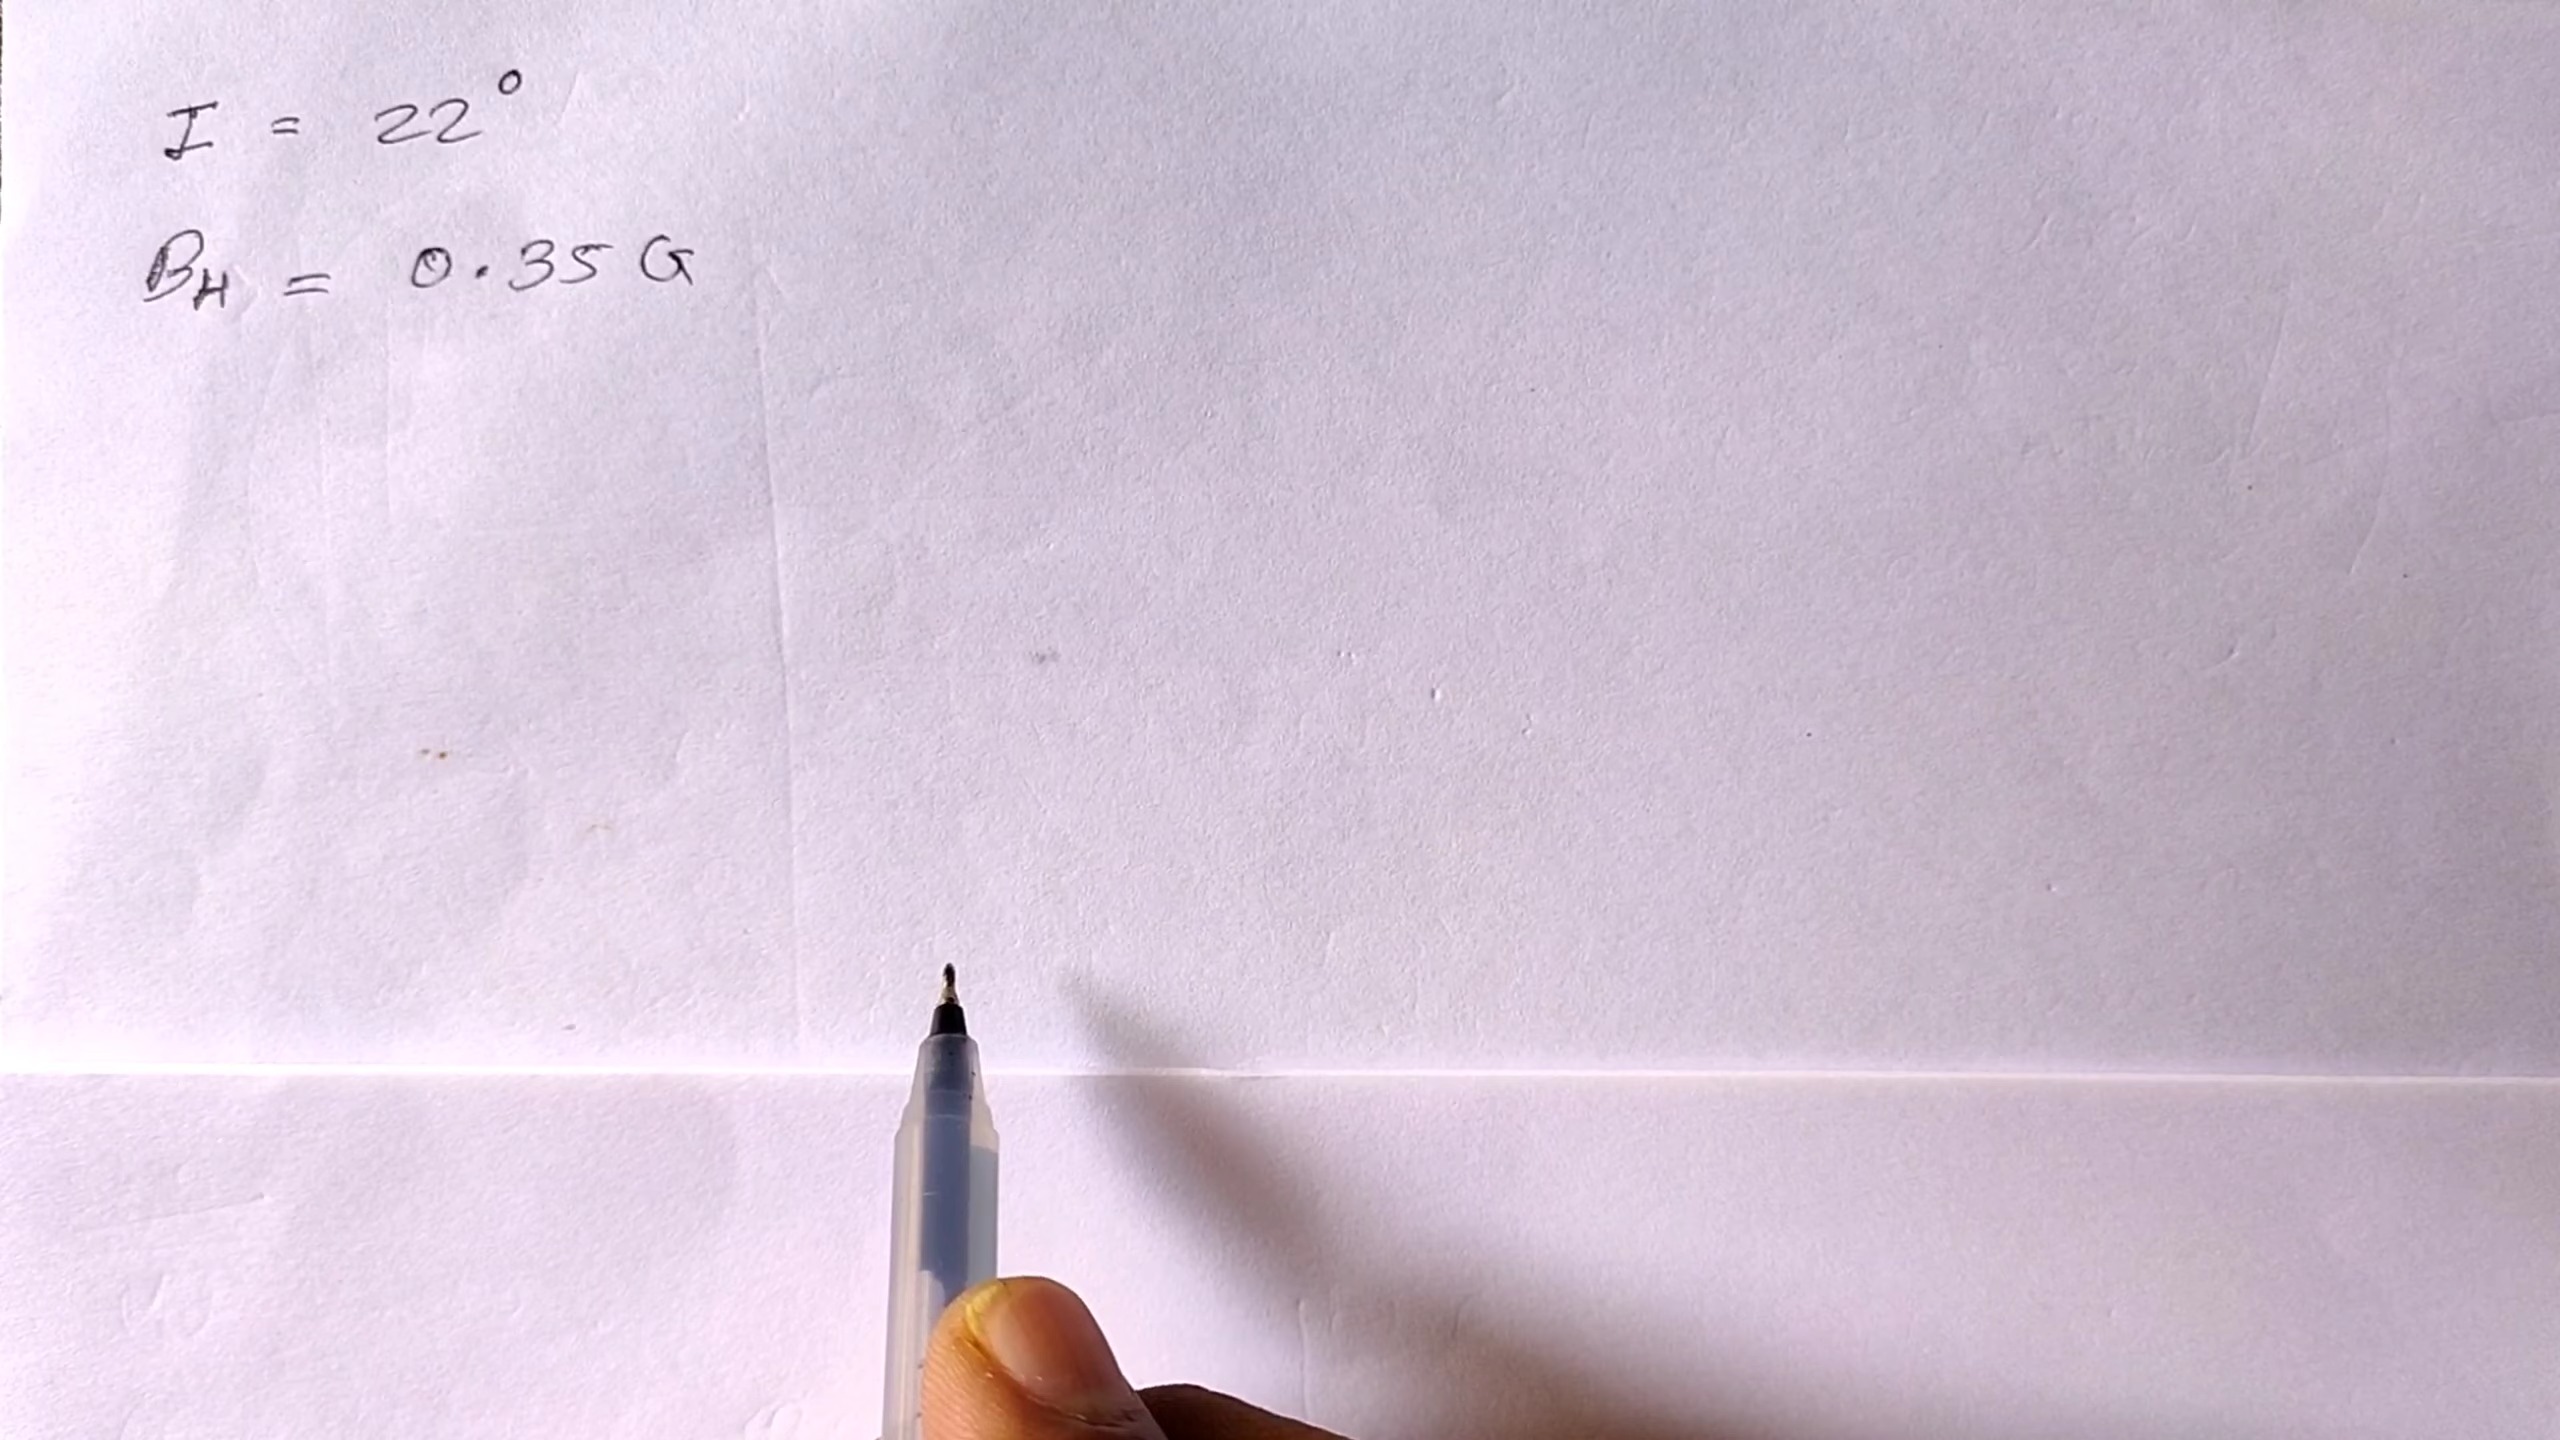 I = 22°
B_H = 0.35 G